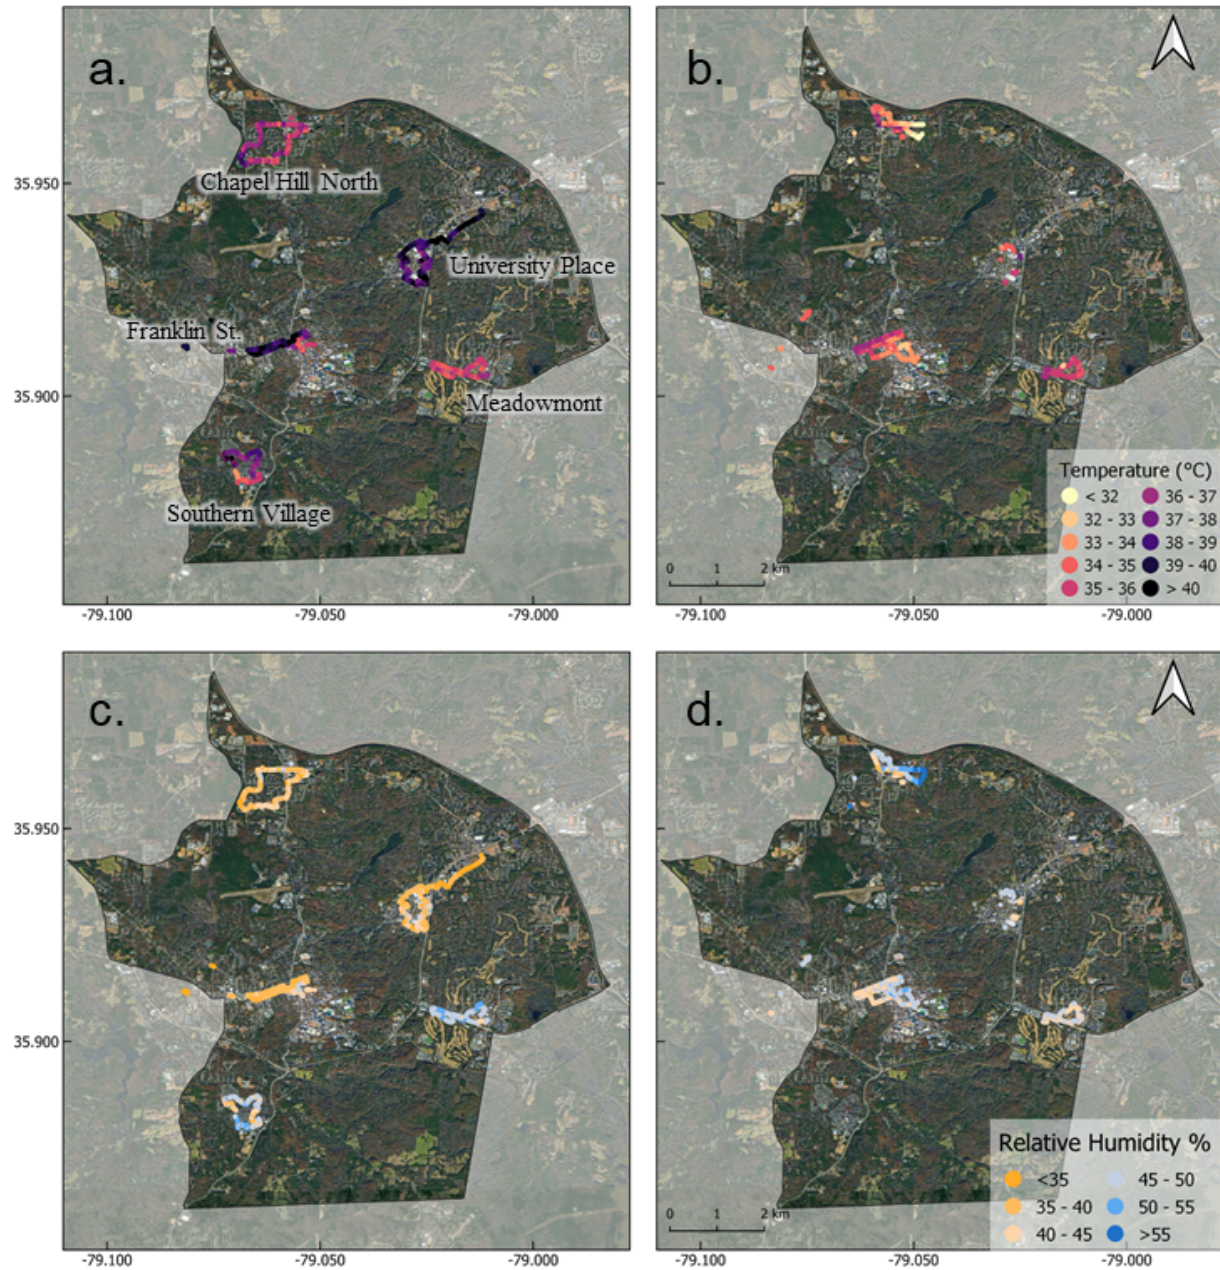 a.
b.
Chapel Hill North
35.950
University Place
Franklin St.
35.900
Meadowmont
Southern Village
Temperature (°C)
< 32
36 - 37
32 - 33
37 - 38
33 - 34
38 - 39
34 - 35
39 - 40
35 - 36
> 40
0 1 2 km
-79.100 -79.050 -79.000
-79.100 -79.050 -79.000
c.
d.
35.950
35.900
Relative Humidity %
<35
45 - 50
35 - 40
50 - 55
40 - 45
>55
0 1 2 km
-79.100 -79.050 -79.000
-79.100 -79.050 -79.000